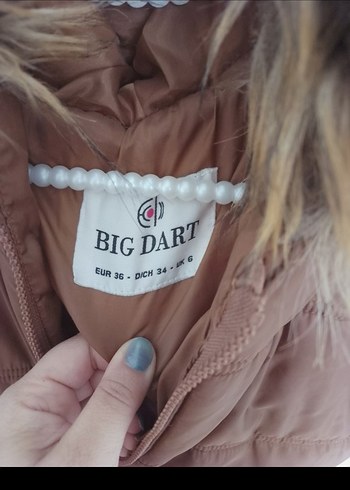 BIG DART
EUR 36 - D/CH 34 - UK 6